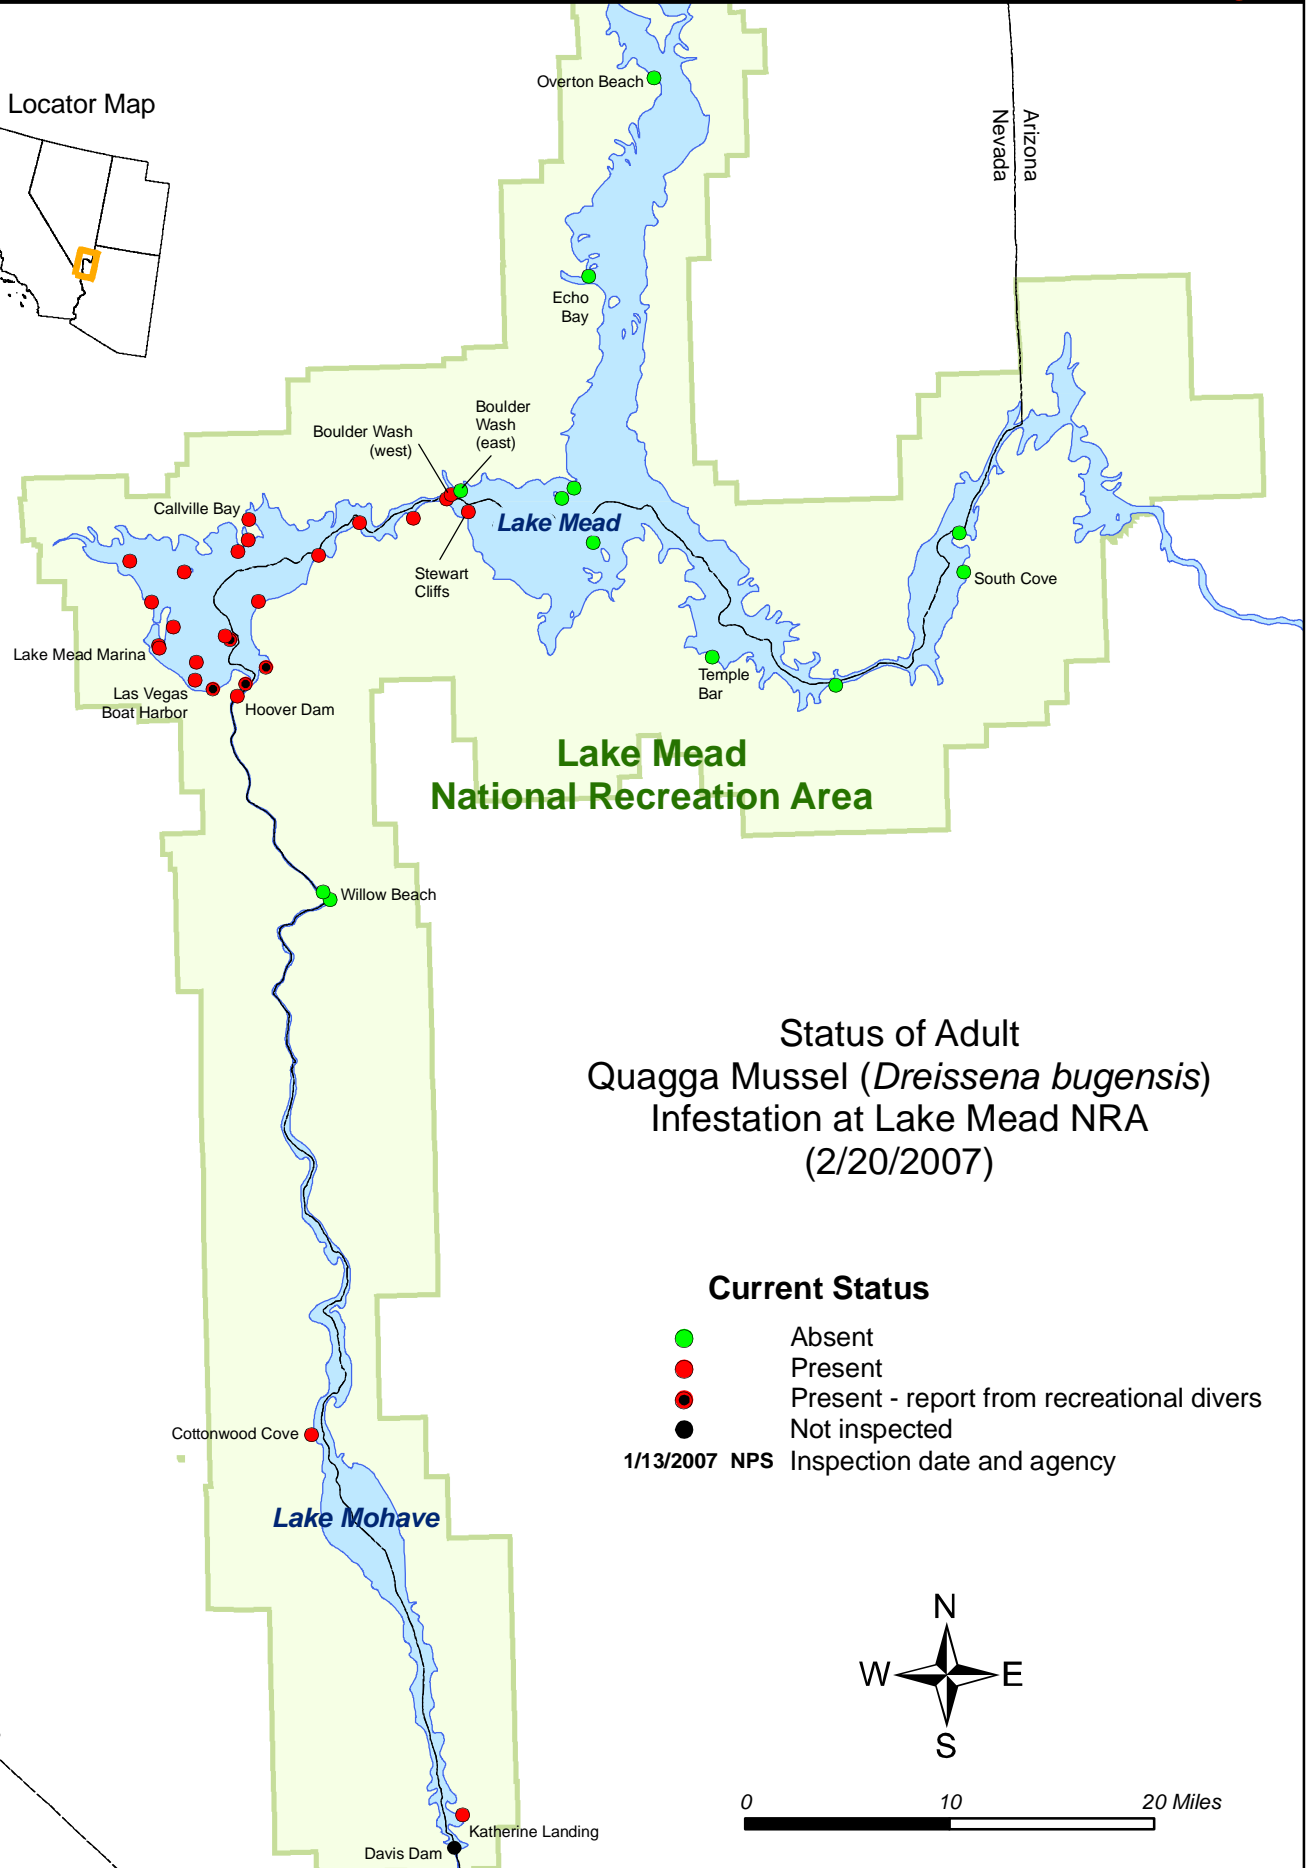 Overton Beach
Locator Map
Arizona
Nevada
Echo
Bay
Boulder
Wash
(east)
Boulder Wash
(west)
Callville Bay
Lake Mead
Stewart
Cliffs
South Cove
Lake Mead Marina
Temple
Bar
Las Vegas
Boat Harbor
Hoover Dam
Lake Mead
National Recreation Area
Willow Beach
Status of Adult
Quagga Mussel (Dreissena bugensis)
Infestation at Lake Mead NRA
(2/20/2007)
Current Status
Absent
Present
Present - report from recreational divers
Not inspected
1/13/2007 NPS Inspection date and agency
Cottonwood Cove
Lake Mohave
N
W E
S
0 10 20 Miles
Katherine Landing
Davis Dam